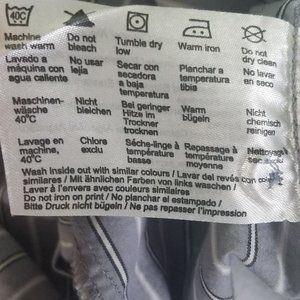 40C
Machine
wash warm
Do not
bleach
Tumble dry
low
Warm iron
Do not
dry clean
Lavado a
máquina con
agua caliente
No usar
lejía
Secar con
secadora
a baja
temperatura
Planchar a
temperatura
tibia
No lavar
en seco
Maschinen-
wäsche
40°C
Nicht
bleichen
Bei geringer
Hitze im
Trockner
trocknen
Warm
bügeln
Nicht
chemisch
reinigen
Lavage en
machine,
40°C
Chlore
exclu
Sèche-linge à
température
basse
Repassage à
température
moyenne
Nettoyage
sec
Wash inside out with similar colours / Lavar del revés con
similares / Mit ähnlichen Farben von links waschen /
Laver à l'envers avec couleurs similaires
Do not iron on print / No planchar el estampado /
Bitte Druck nicht bügeln / Ne pas repasser l'impression